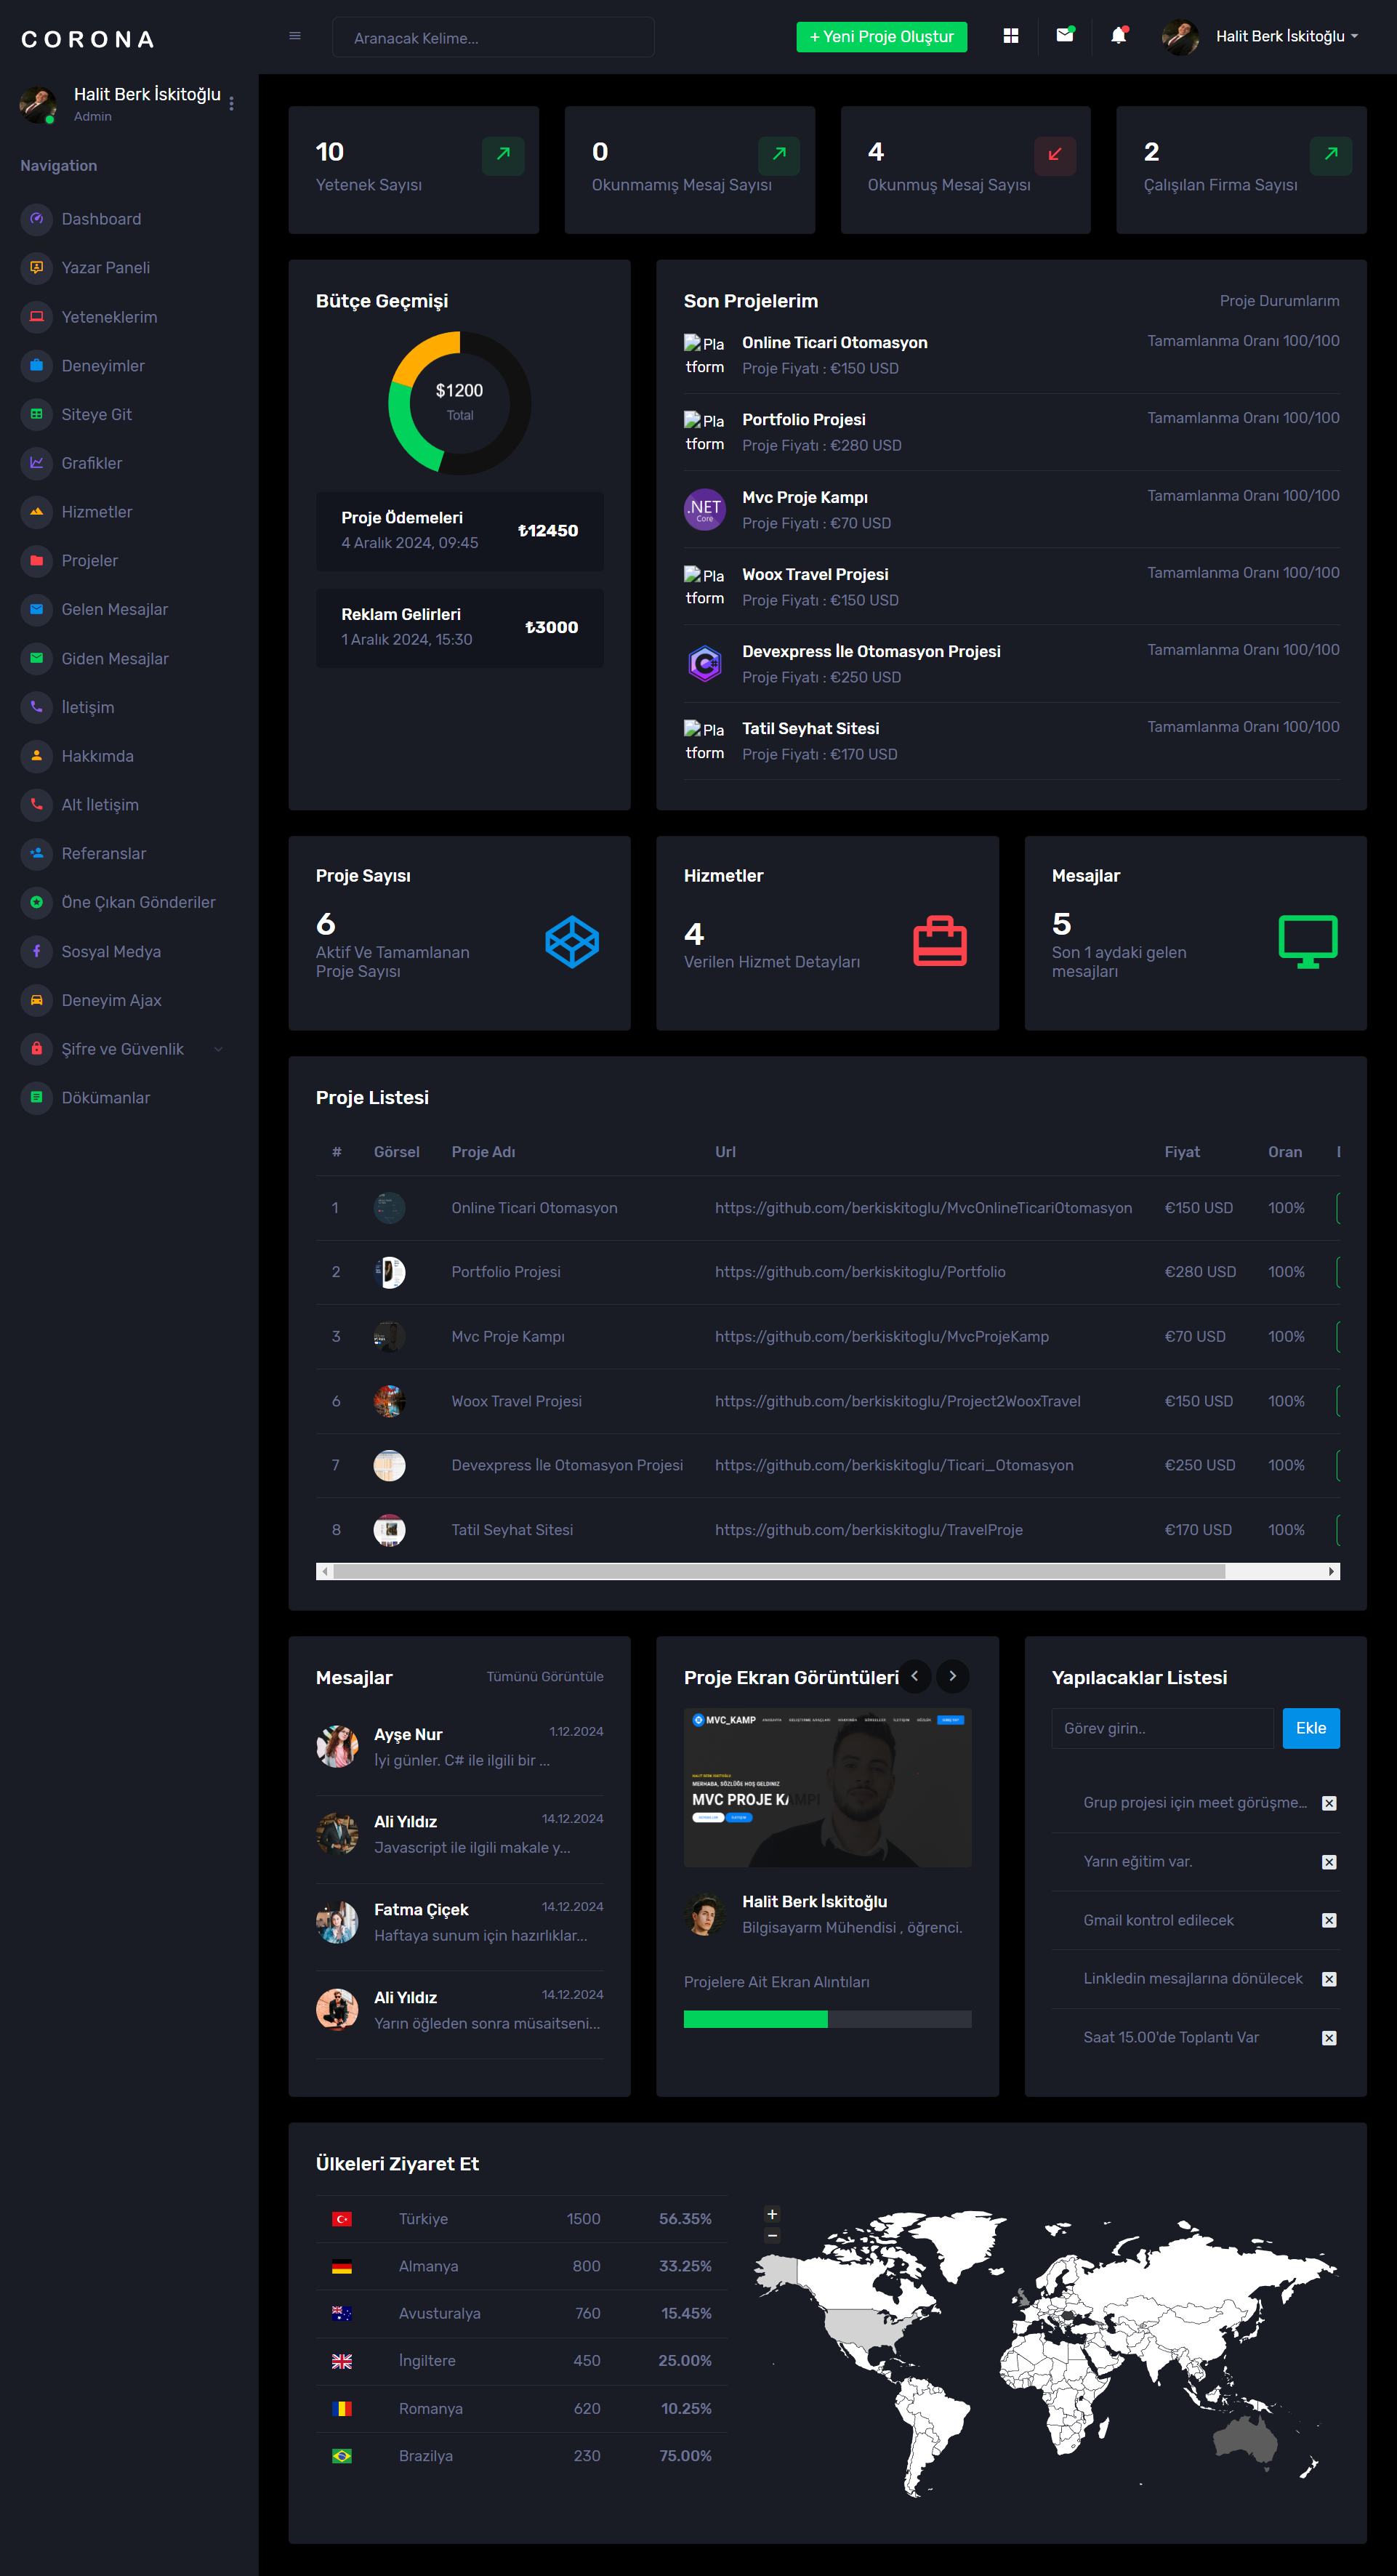 CORONA
Aranacak Kelime...
+ Yeni Proje Oluştur
Halit Berk İskitoğlu
Halit Berk İskitoğlu
Admin
Navigation
Dashboard
Yazar Paneli
Yeteneklerim
Deneyimler
Siteye Git
Grafikler
Hizmetler
Projeler
Gelen Mesajlar
Giden Mesajlar
İletişim
Hakkımda
Alt İletişim
Referanslar
Öne Çıkan Gönderiler
Sosyal Medya
Deneyim Ajax
Şifre ve Güvenlik
Dökümanlar
10
Yetenek Sayısı
0
Okunmamış Mesaj Sayısı
4
Okunmuş Mesaj Sayısı
2
Çalışılan Firma Sayısı
Bütçe Geçmişi
$1200
Total
Proje Ödemeleri
4 Aralık 2024, 09:45
₺12450
Reklam Gelirleri
1 Aralık 2024, 15:30
₺3000
Son Projelerim
Proje Durumlarım
Pla
tform
Online Ticari Otomasyon
Proje Fiyatı : €150 USD
Tamamlanma Oranı 100/100
Pla
tform
Portfolio Projesi
Proje Fiyatı : €280 USD
Tamamlanma Oranı 100/100
.NET
Core
Mvc Proje Kampı
Proje Fiyatı : €70 USD
Tamamlanma Oranı 100/100
Pla
tform
Woox Travel Projesi
Proje Fiyatı : €150 USD
Tamamlanma Oranı 100/100
Devexpress İle Otomasyon Projesi
Proje Fiyatı : €250 USD
Tamamlanma Oranı 100/100
Pla
tform
Tatil Seyhat Sitesi
Proje Fiyatı : €170 USD
Tamamlanma Oranı 100/100
Proje Sayısı
6
Aktif Ve Tamamlanan
Proje Sayısı
Hizmetler
4
Verilen Hizmet Detayları
Mesajlar
5
Son 1 aydaki gelen
mesajları
Proje Listesi
# Görsel Proje Adı Url Fiyat Oran
1 Online Ticari Otomasyon https://github.com/berkiskitoglu/MvcOnlineTicariOtomasyon €150 USD 100%
2 Portfolio Projesi https://github.com/berkiskitoglu/Portfolio €280 USD 100%
3 Mvc Proje Kampı https://github.com/berkiskitoglu/MvcProjeKamp €70 USD 100%
6 Woox Travel Projesi https://github.com/berkiskitoglu/Project2WooxTravel €150 USD 100%
7 Devexpress İle Otomasyon Projesi https://github.com/berkiskitoglu/Ticari_Otomasyon €250 USD 100%
8 Tatil Seyhat Sitesi https://github.com/berkiskitoglu/TravelProje €170 USD 100%
Mesajlar
Tümünü Görüntüle
Ayşe Nur
1.12.2024
İyi günler. C# ile ilgili bir ...
Ali Yıldız
14.12.2024
Javascript ile ilgili makale y...
Fatma Çiçek
14.12.2024
Haftaya sunum için hazırlıklar...
Ali Yıldız
14.12.2024
Yarın öğleden sonra müsaitseni...
Proje Ekran Görüntüleri
MVC_KAMP
MERHABA, SÖZLÜĞE HOŞ GELDINIZ
MVC PROJE KAMPI
Halit Berk İskitoğlu
Bilgisayarm Mühendisi , öğrenci.
Projelere Ait Ekran Alıntıları
Yapılacaklar Listesi
Görev girin..
Ekle
Grup projesi için meet görüşme...
Yarın eğitim var.
Gmail kontrol edilecek
Linkledin mesajlarına dönülecek
Saat 15.00'de Toplantı Var
Ülkeleri Ziyaret Et
Türkiye 1500 56.35%
Almanya 800 33.25%
Avusturalya 760 15.45%
İngiltere 450 25.00%
Romanya 620 10.25%
Brazilya 230 75.00%
+
−